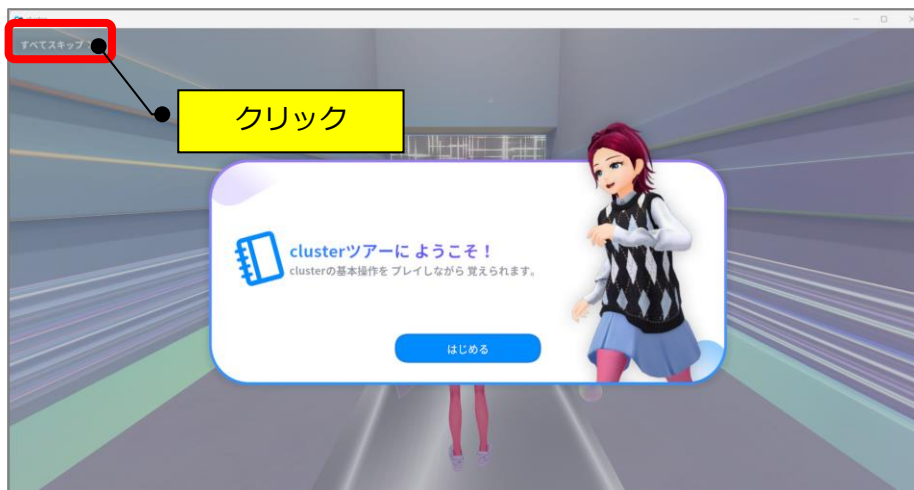 cluster
すべてスキップ
クリック
clusterツアーに ようこそ！
clusterの基本操作を プレイしながら 覚えられます。
はじめる